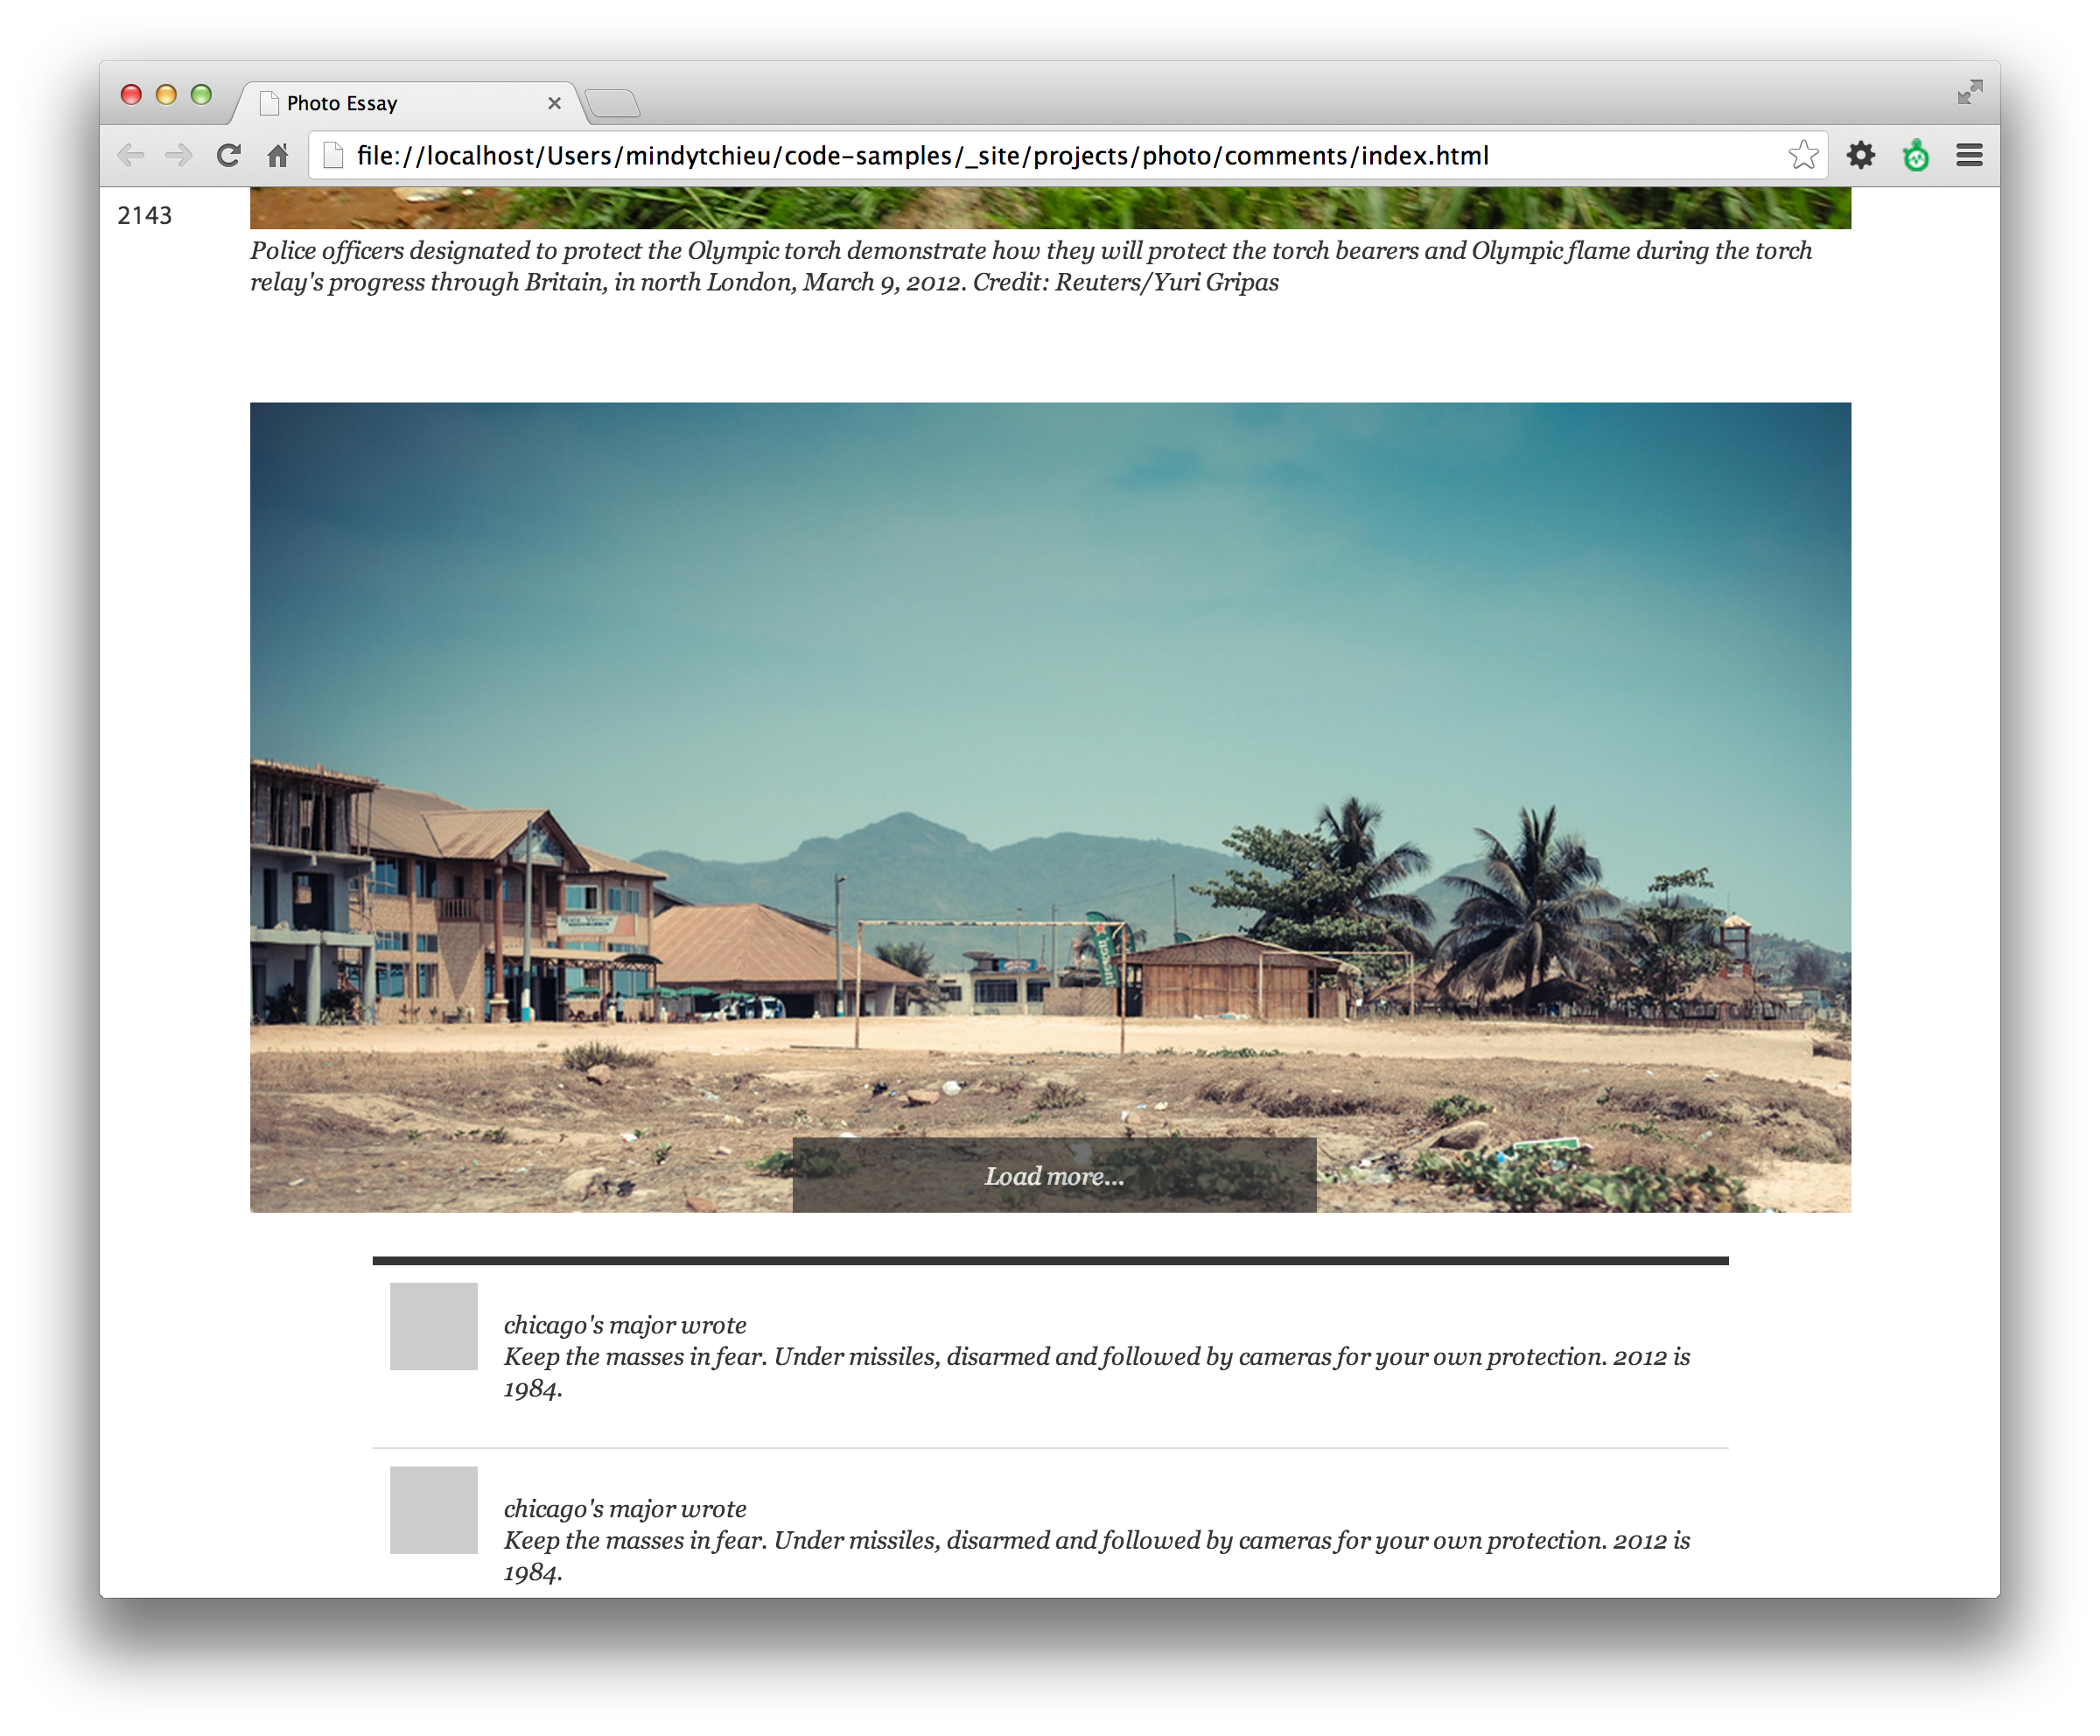 Photo Essay
file://localhost/Users/mindytchieu/code-samples/_site/projects/photo/comments/index.html
2143
Police officers designated to protect the Olympic torch demonstrate how they will protect the torch bearers and Olympic flame during the torch
relay's progress through Britain, in north London, March 9, 2012. Credit: Reuters/Yuri Gripas
Load more...
chicago's major wrote
Keep the masses in fear. Under missiles, disarmed and followed by cameras for your own protection. 2012 is
1984.
chicago's major wrote
Keep the masses in fear. Under missiles, disarmed and followed by cameras for your own protection. 2012 is
1984.